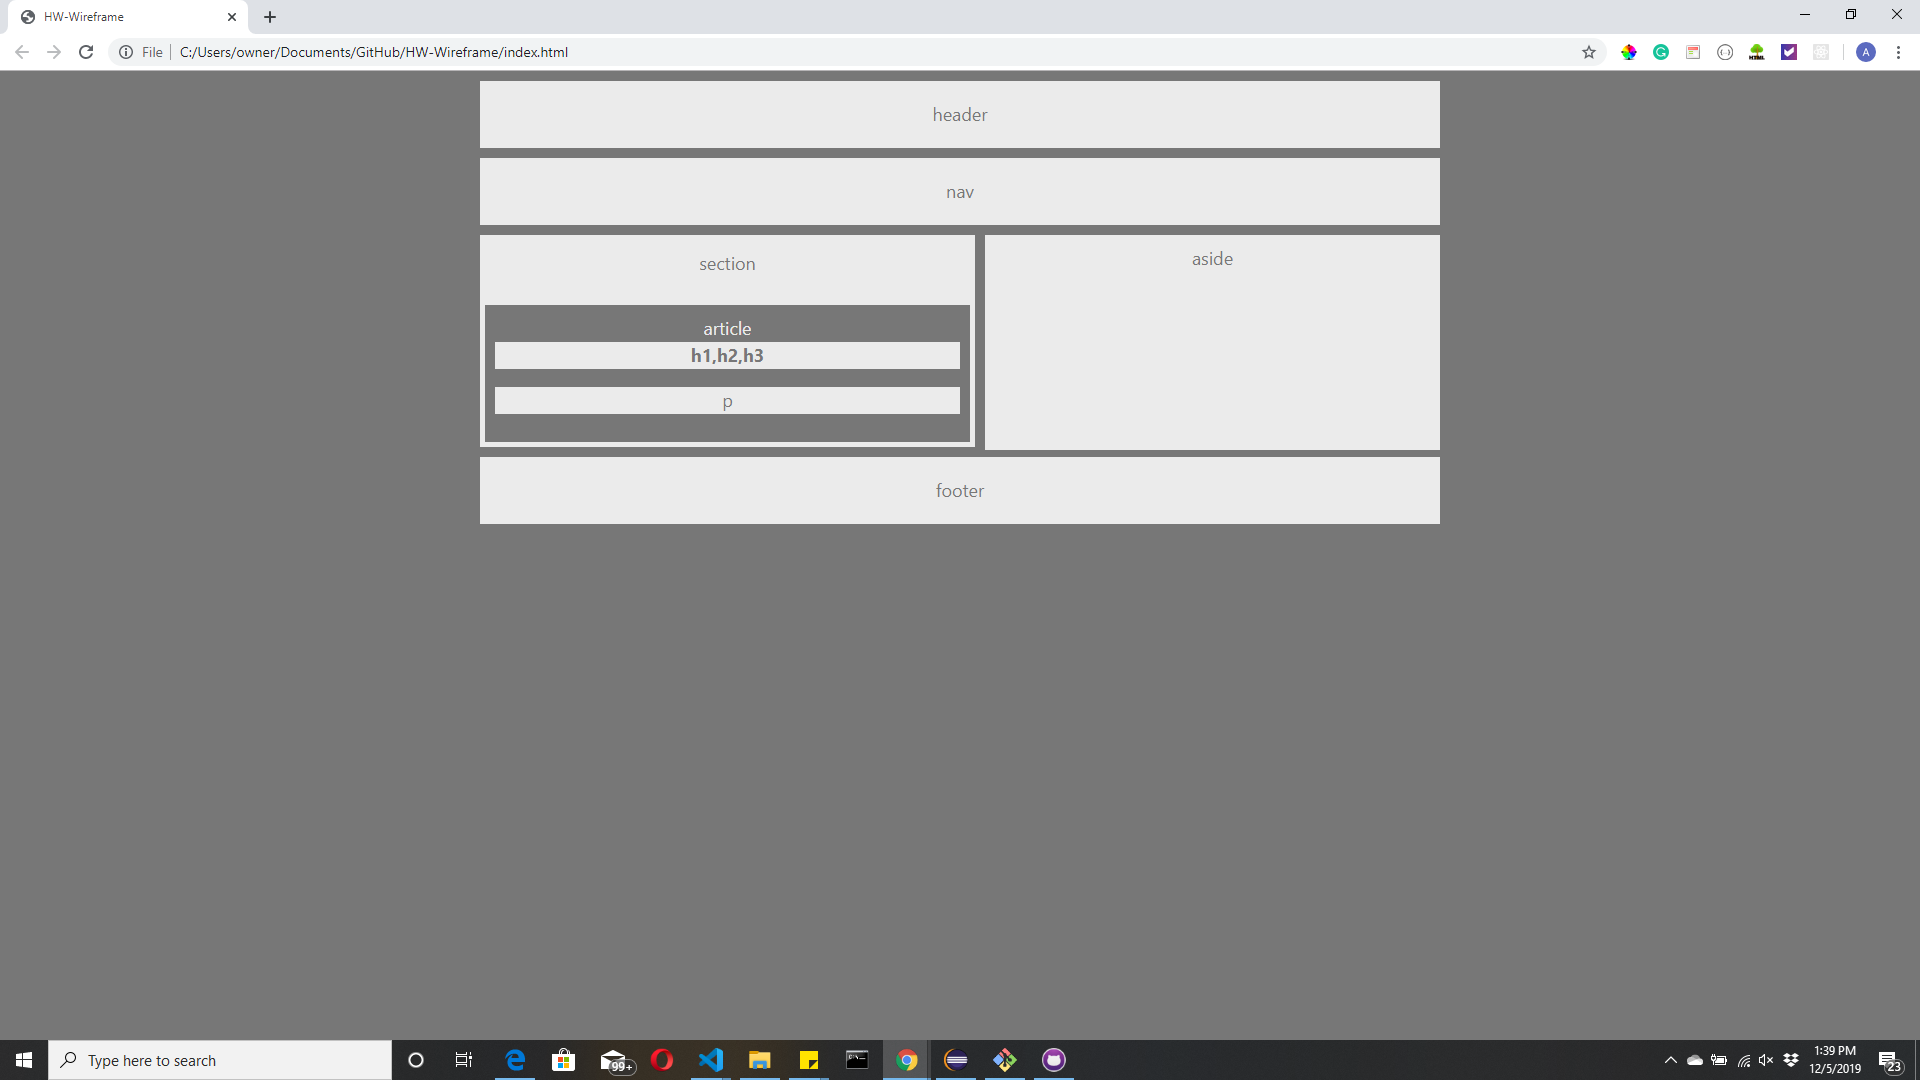 HW-Wireframe
File
C:/Users/owner/Documents/GitHub/HW-Wireframe/index.html
HTML
A
header
nav
section
aside
article
h1,h2,h3
p
footer
Type here to search
99+
1:39 PM
12/5/2019
23